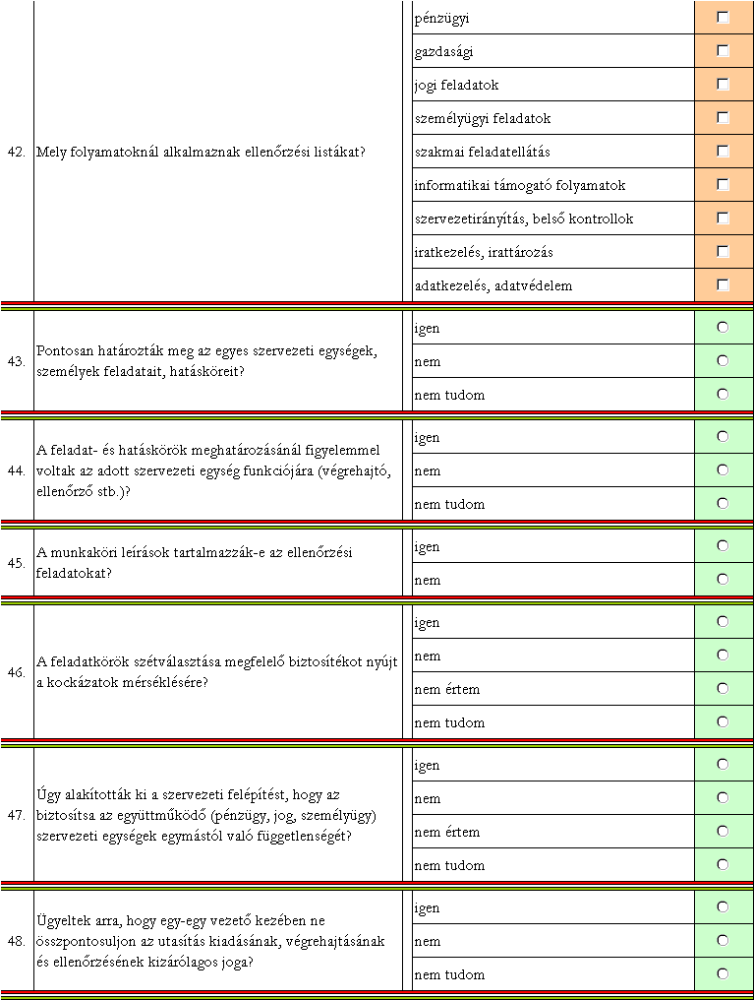 pénzügyi
gazdasági
jogi feladatok
személyügyi feladatok
42. Mely folyamatoknál alkalmaznak ellenőrzési listákat?
szakmai feladatellátás
informatikai támogató folyamatok
szervezetirányítás, belső kontrollok
iratkezelés, irattározás
adatkezelés, adatvédelem
43.
Pontosan határozták meg az egyes szervezeti egységek,
személyek feladatait, hatásköreit?
igen
nem
nem tudom
44.
A feladat- és hatáskörök meghatározásánál figyelemmel
voltak az adott szervezeti egység funkciójára (végrehajtó,
ellenőrző stb.)?
igen
nem
nem tudom
45.
A munkaköri leírások tartalmazzák-e az ellenőrzési
feladatokat?
igen
nem
46.
A feladatkörök szétválasztása megfelelő biztosítékot nyújt
a kockázatok mérséklésére?
igen
nem
nem értem
nem tudom
47.
Úgy alakították ki a szervezeti felépítést, hogy az
biztosítsa az együttműködő (pénzügy, jog, személyügy)
szervezeti egységek egymástól való függetlenségét?
igen
nem
nem értem
nem tudom
48.
Ügyeltek arra, hogy egy-egy vezető kezében ne
összpontosuljon az utasítás kiadásának, végrehajtásának
és ellenőrzésének kizárólagos joga?
igen
nem
nem tudom